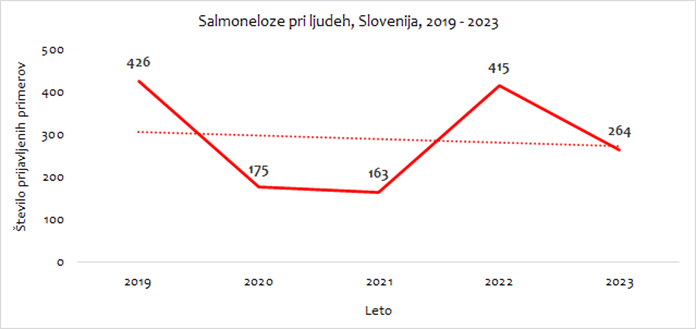 Salmoneloze pri ljudeh, Slovenija, 2019 - 2023
Število prijavljenih primerov
500
400
300
200
100
0
426
175
163
415
264
2019 2020 2021 2022 2023
Leto